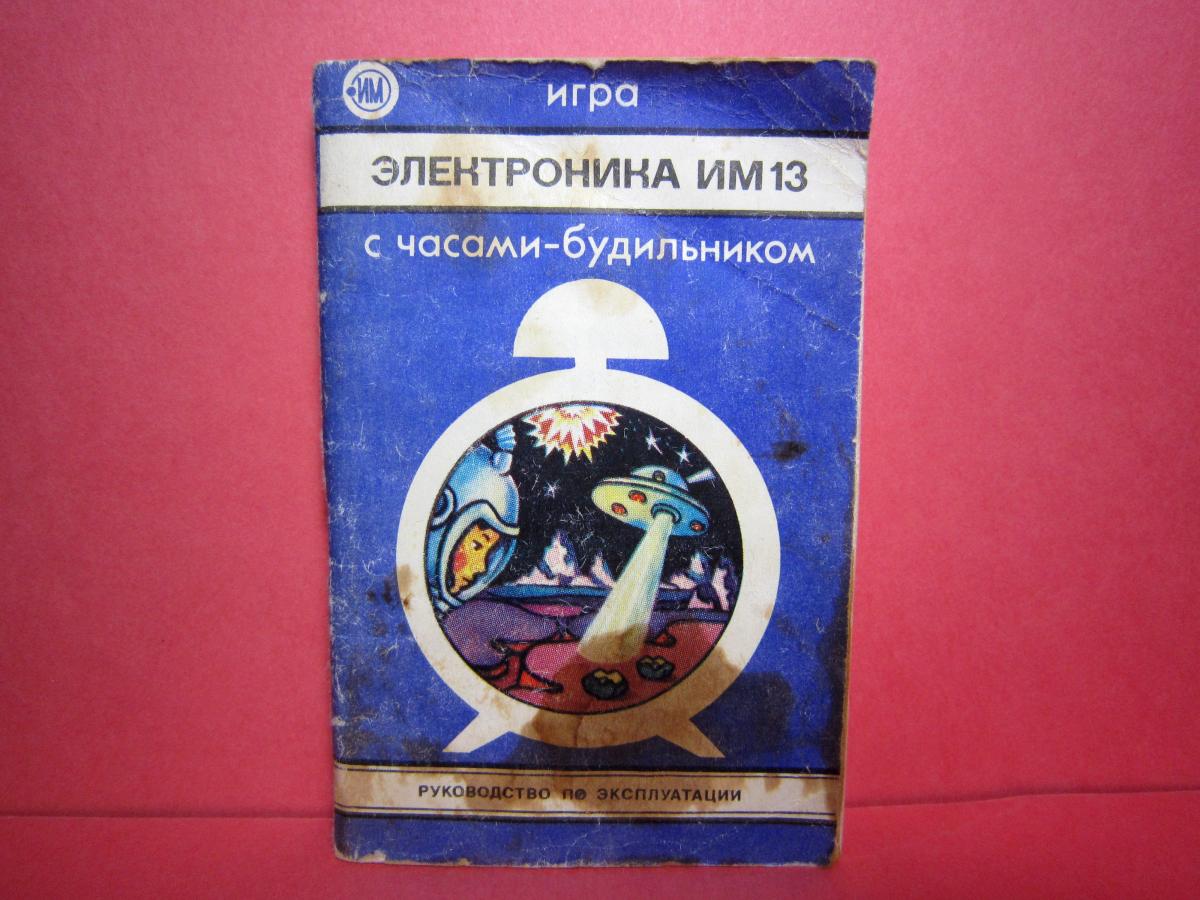 ИМ
игра
ЭЛЕКТРОНИКА ИМ13
с часами-будильником
РУКОВОДСТВО ПО ЭКСПЛУАТАЦИИ